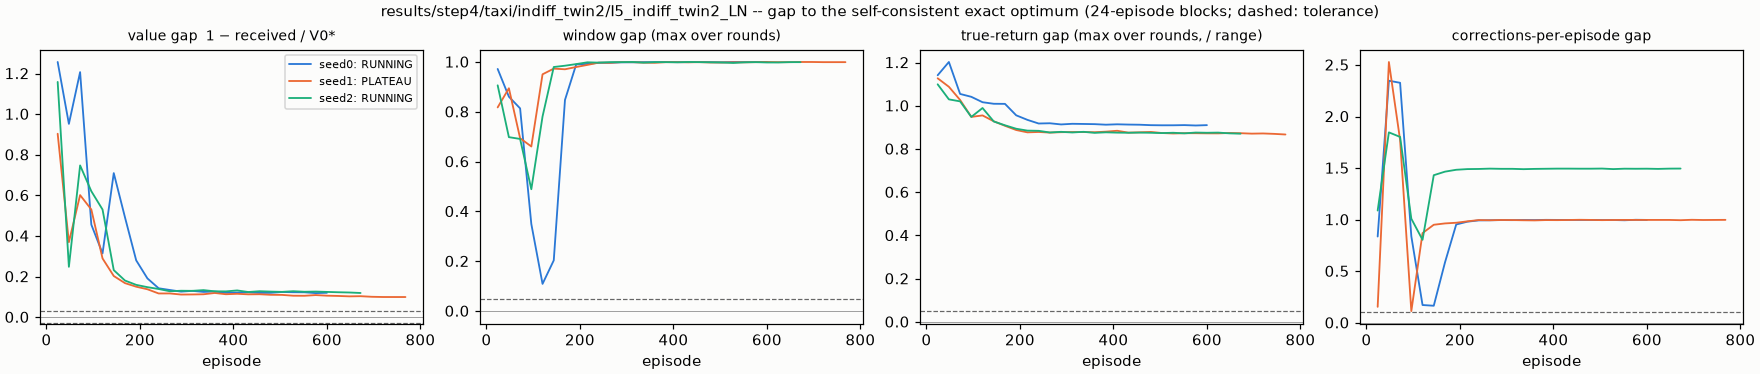 results/step4/taxi/indiff_twin2/l5_indiff_twin2_LN -- gap to the self-consistent exact optimum (24-episode blocks; dashed: tolerance)
value gap 1 − received / V0*
1.2
1.0
0.8
0.6
0.4
0.2
0.0
0 200 400 600 800
episode
seed0: RUNNING
seed1: PLATEAU
seed2: RUNNING
window gap (max over rounds)
1.0
0.8
0.6
0.4
0.2
0.0
0 200 400 600 800
episode
true-return gap (max over rounds, / range)
1.2
1.0
0.8
0.6
0.4
0.2
0.0
0 200 400 600 800
episode
corrections-per-episode gap
2.5
2.0
1.5
1.0
0.5
0.0
0 200 400 600 800
episode